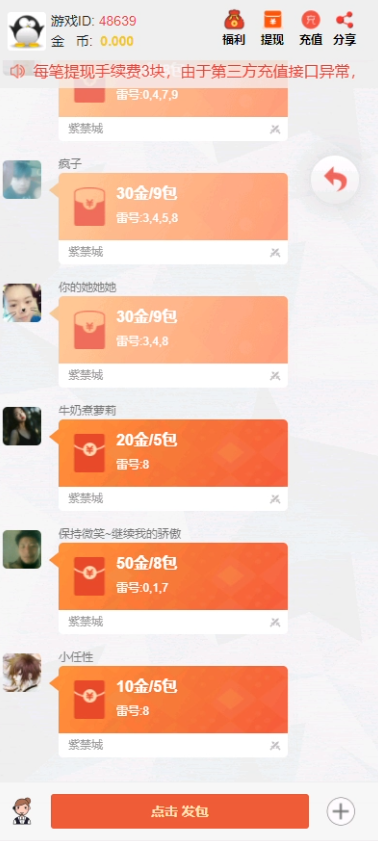 游戏ID: 48639
金 币: 0.000
福利
提现
充值
分享
每笔提现手续费3块，由于第三方充值接口异常，
雷号:0,4,7,9
紫禁城
疯子
30金/9包
雷号:3,4,5,8
紫禁城
你的她她她
30金/9包
雷号:3,4,8
紫禁城
牛奶煮萝莉
20金/5包
雷号:8
紫禁城
保持微笑~继续我的骄傲
50金/8包
雷号:0,1,7
紫禁城
小任性
10金/5包
雷号:8
紫禁城
点击 发包